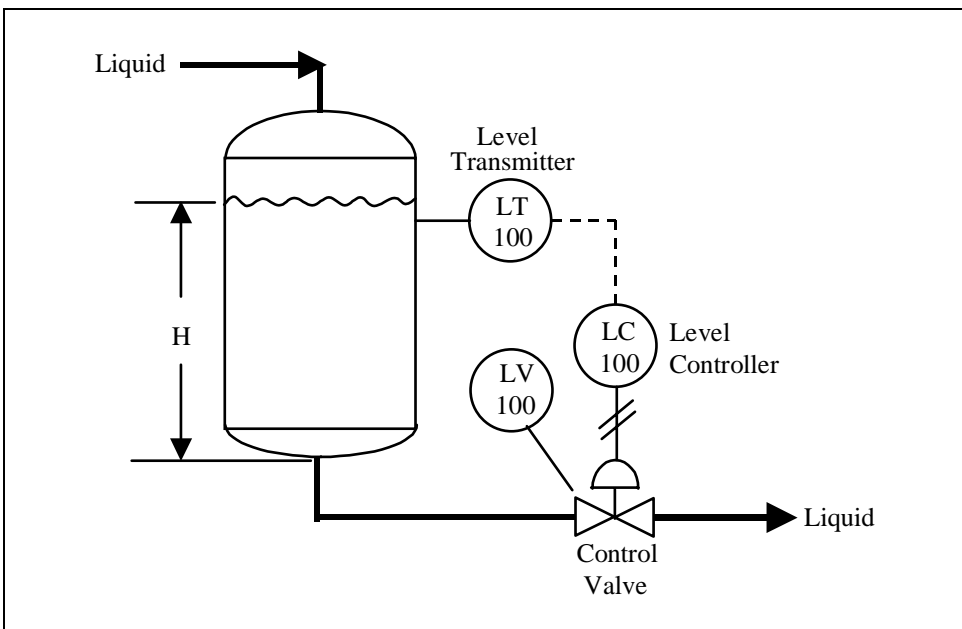 Liquid
Level
Transmitter
LT
100
H
LC
100
Level
Controller
LV
100
Liquid
Control
Valve